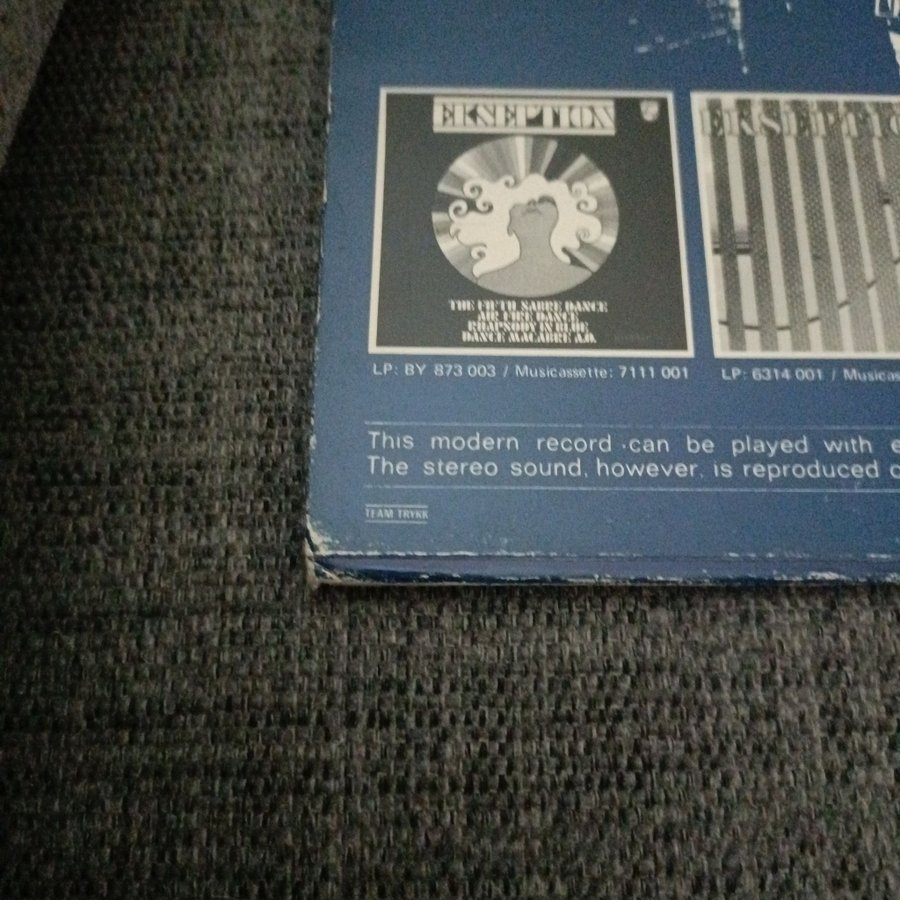 EKSEPTION
EKSEPTIO
THE FIFTH SABRE DANCE
AIR FIRE DANCE
RHAPSODY IN BLUE
DANCE MACABRE A.D.
LP: BY 873 003 / Musicassette: 7111 001
LP: 6314 001 / Musicas
This modern record can be played with e
The stereo sound, however, is reproduced c
TEAM TRYKK